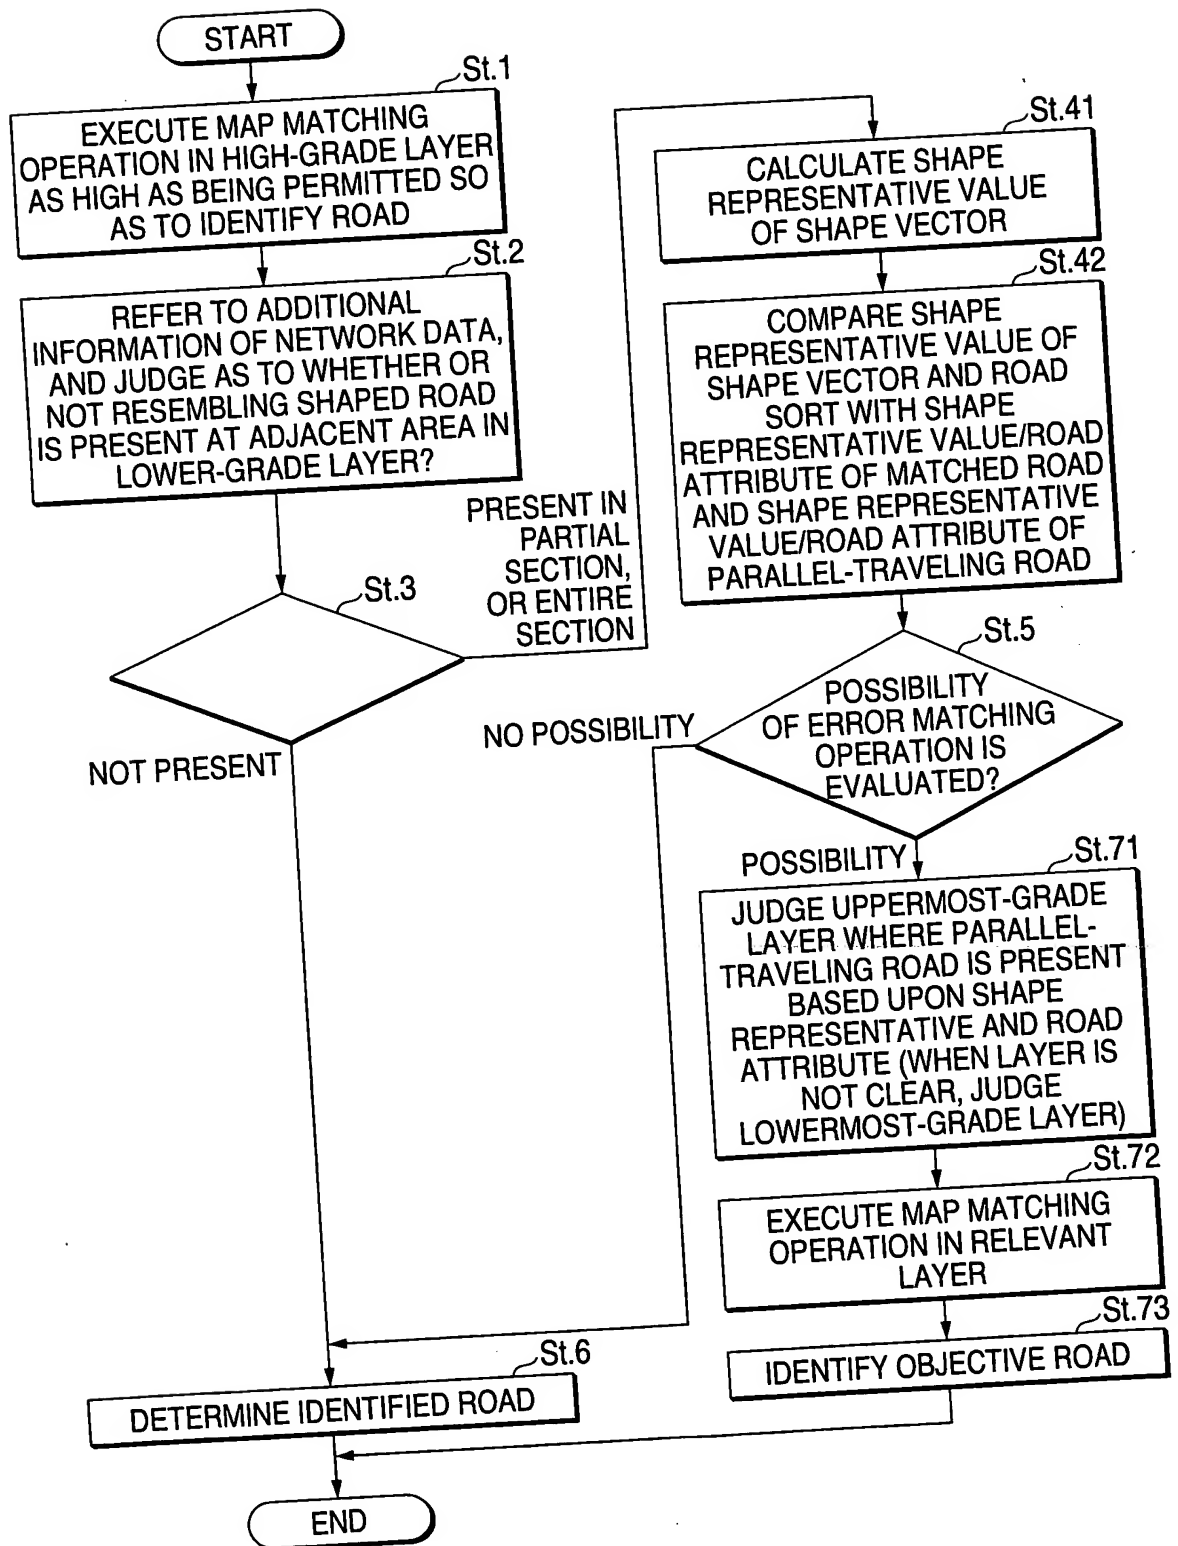 START
St.1
EXECUTE MAP MATCHING
OPERATION IN HIGH-GRADE LAYER
AS HIGH AS BEING PERMITTED SO
AS TO IDENTIFY ROAD
St.2
REFER TO ADDITIONAL
INFORMATION OF NETWORK DATA,
AND JUDGE AS TO WHETHER OR
NOT RESEMBLING SHAPED ROAD
IS PRESENT AT ADJACENT AREA IN
LOWER-GRADE LAYER?
St.3
PRESENT IN
PARTIAL
SECTION,
OR ENTIRE
SECTION
NOT PRESENT
St.41
CALCULATE SHAPE
REPRESENTATIVE VALUE
OF SHAPE VECTOR
St.42
COMPARE SHAPE
REPRESENTATIVE VALUE OF
SHAPE VECTOR AND ROAD
SORT WITH SHAPE
REPRESENTATIVE VALUE/ROAD
ATTRIBUTE OF MATCHED ROAD
AND SHAPE REPRESENTATIVE
VALUE/ROAD ATTRIBUTE OF
PARALLEL-TRAVELING ROAD
St.5
POSSIBILITY
OF ERROR MATCHING
OPERATION IS
EVALUATED?
NO POSSIBILITY
POSSIBILITY
St.71
JUDGE UPPERMOST-GRADE
LAYER WHERE PARALLEL-
TRAVELING ROAD IS PRESENT
BASED UPON SHAPE
REPRESENTATIVE AND ROAD
ATTRIBUTE (WHEN LAYER IS
NOT CLEAR, JUDGE
LOWERMOST-GRADE LAYER)
St.72
EXECUTE MAP MATCHING
OPERATION IN RELEVANT
LAYER
St.73
IDENTIFY OBJECTIVE ROAD
St.6
DETERMINE IDENTIFIED ROAD
END